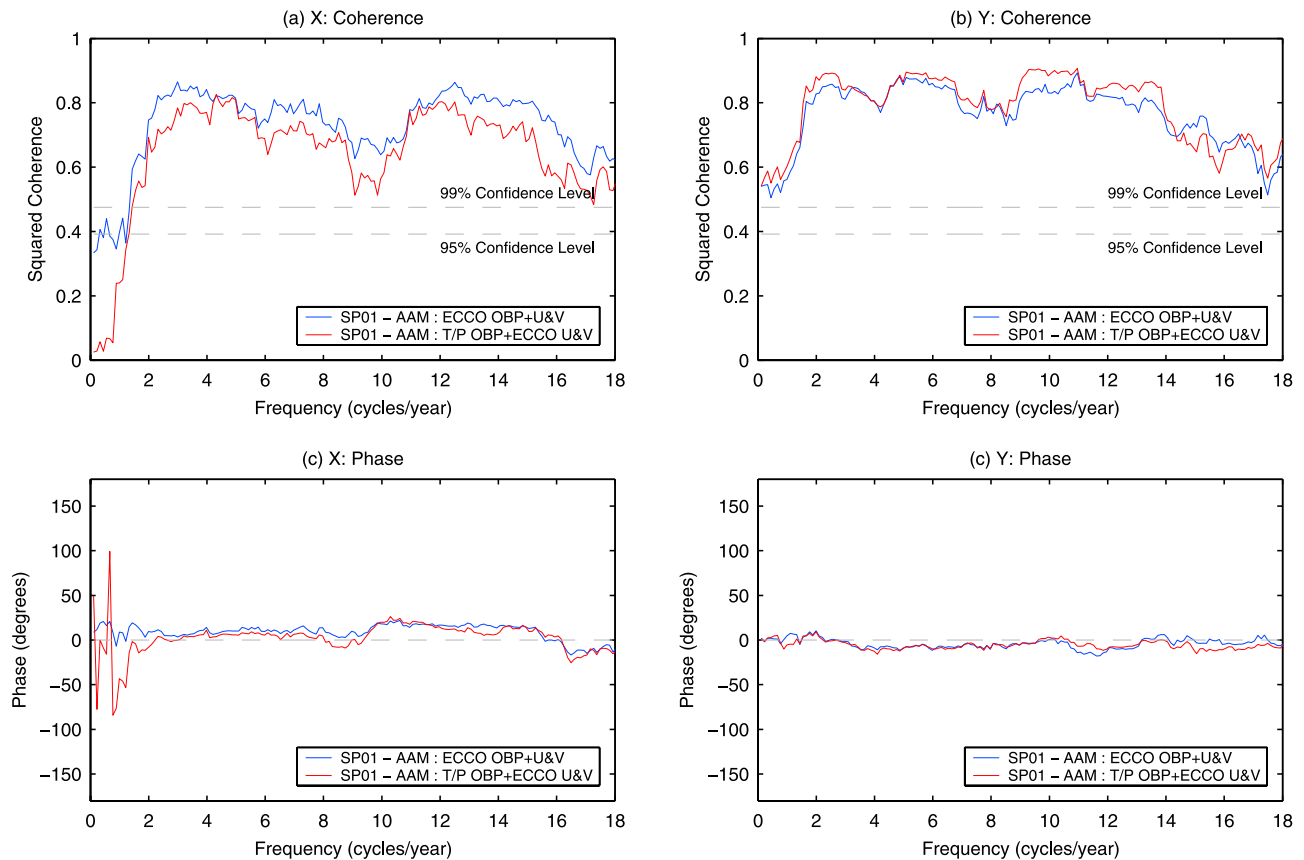 (a) X: Coherence
1
0.8
0.6
0.4
0.2
0
Squared Coherence
99% Confidence Level
95% Confidence Level
SP01 − AAM : ECCO OBP+U&V
SP01 − AAM : T/P OBP+ECCO U&V
0 2 4 6 8 10 12 14 16 18
Frequency (cycles/year)
(b) Y: Coherence
1
0.8
0.6
0.4
0.2
0
Squared Coherence
99% Confidence Level
95% Confidence Level
SP01 − AAM : ECCO OBP+U&V
SP01 − AAM : T/P OBP+ECCO U&V
0 2 4 6 8 10 12 14 16 18
Frequency (cycles/year)
(c) X: Phase
150
100
50
0
−50
−100
−150
Phase (degrees)
SP01 − AAM : ECCO OBP+U&V
SP01 − AAM : T/P OBP+ECCO U&V
0 2 4 6 8 10 12 14 16 18
Frequency (cycles/year)
(c) Y: Phase
150
100
50
0
−50
−100
−150
Phase (degrees)
SP01 − AAM : ECCO OBP+U&V
SP01 − AAM : T/P OBP+ECCO U&V
0 2 4 6 8 10 12 14 16 18
Frequency (cycles/year)